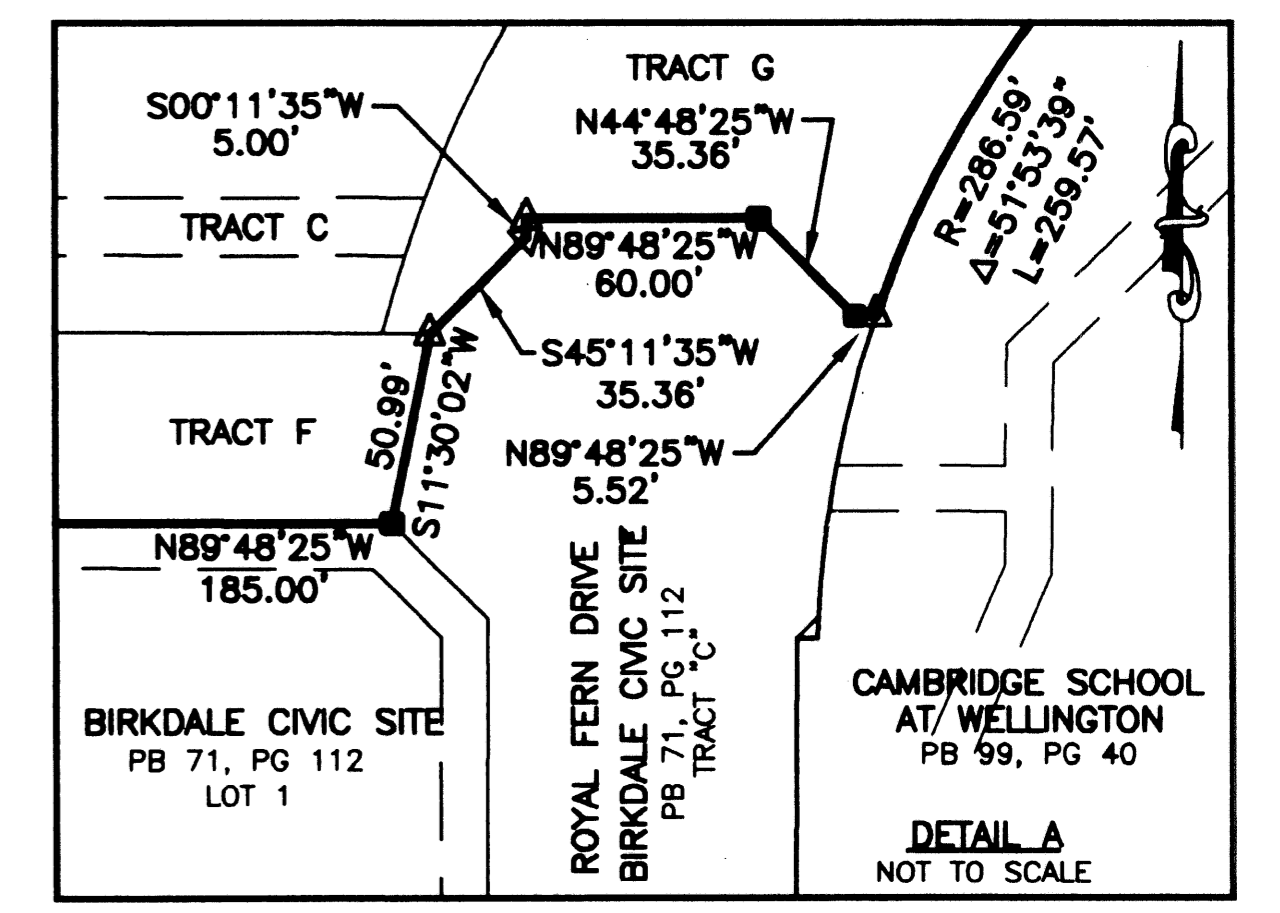 TRACT G
S00°11'35"W
5.00'
N44°48'25"W
35.36'
R=286.59'
Δ=51°53'39"
L=259.57'
TRACT C
N89°48'25"W
60.00'
S45°11'35"W
35.36'
50.99'
S11°30'02"W
TRACT F
N89°48'25"W
5.52'
N89°48'25"W
185.00'
ROYAL FERN DRIVE
BIRKDALE CIVIC SITE
PB 71, PG 112
TRACT "C"
BIRKDALE CIVIC SITE
PB 71, PG 112
LOT 1
CAMBRIDGE SCHOOL
AT WELLINGTON
PB 99, PG 40
DETAIL A
NOT TO SCALE